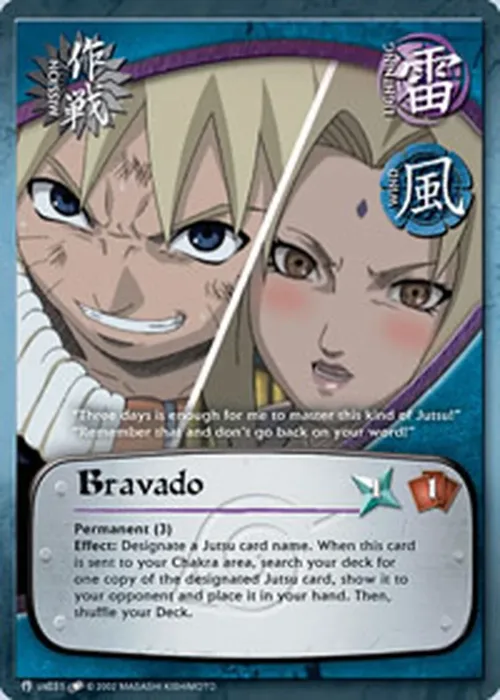 MISSION
作戦
LIGHTNING
雷
WIND
風
"Three days is enough for me to master this kind of Jutsu!"
"Remember that and don't go back on your word!"
Bravado
1
1
Permanent (3)
Effect: Designate a Jutsu card name. When this card
is sent to your Chakra area, search your deck for
one copy of the designated Jutsu card, show it to
your opponent and place it in your hand. Then,
shuffle your Deck.
© 2002 MASASHI KISHIMOTO